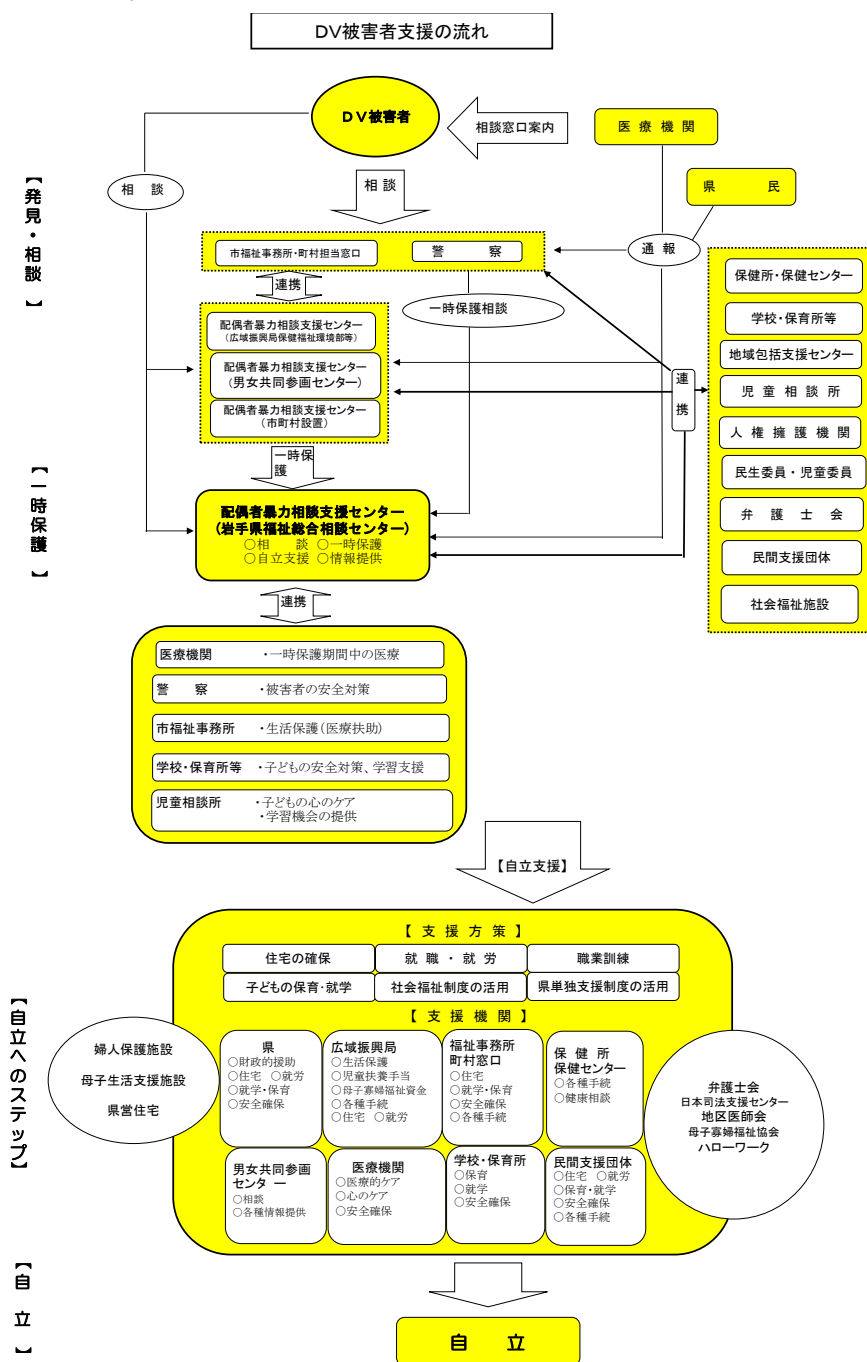 DV被害者支援の流れ
DV被害者
相談窓口案内
医療機関
県民
【発見・相談】
相談
相談
通報
市福祉事務所・町村担当窓口
警察
連携
一時保護相談
配偶者暴力相談支援センター
(広域振興局保健福祉環境部等)
配偶者暴力相談支援センター
(男女共同参画センター)
配偶者暴力相談支援センター
(市町村設置)
連携
保健所・保健センター
学校・保育所等
地域包括支援センター
児童相談所
人権擁護機関
民生委員・児童委員
弁護士会
民間支援団体
社会福祉施設
【一時保護】
一時保護
配偶者暴力相談支援センター
(岩手県福祉総合相談センター)
○相　談 ○一時保護
○自立支援 ○情報提供
連携
医療機関　・一時保護期間中の医療
警　察　・被害者の安全対策
市福祉事務所　・生活保護(医療扶助)
学校・保育所等　・子どもの安全対策、学習支援
児童相談所　・子どもの心のケア
・学習機会の提供
【自立支援】
【自立へのステップ】
【支援方策】
住宅の確保
就職・就労
職業訓練
子どもの保育・就学
社会福祉制度の活用
県単独支援制度の活用
【支援機関】
婦人保護施設
母子生活支援施設
県営住宅
県
○財政的援助
○住宅 ○就労
○就学・保育
○安全確保
広域振興局
○生活保護
○児童扶養手当
○母子寡婦福祉資金
○各種手続
○住宅 ○就労
福祉事務所
町村窓口
○住宅
○就学・保育
○安全確保
○各種手続
保健所
保健センター
○各種手続
○健康相談
弁護士会
日本司法支援センター
地区医師会
母子寡婦福祉協会
ハローワーク
男女共同参画
センター
○相談
○各種情報提供
医療機関
○医療的ケア
○心のケア
○安全確保
学校・保育所
○保育
○就学
○安全確保
民間支援団体
○住宅 ○就労
○保育・就学
○安全確保
○各種手続
【自立】
自立